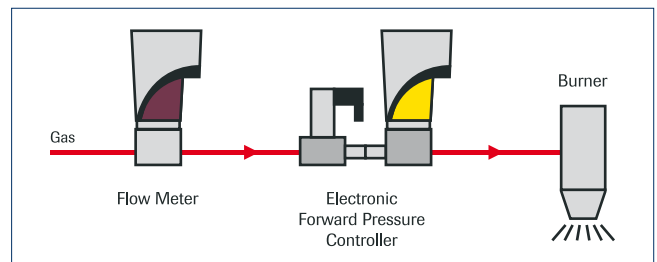 Burner
Gas
Flow Meter
Electronic
Forward Pressure
Controller